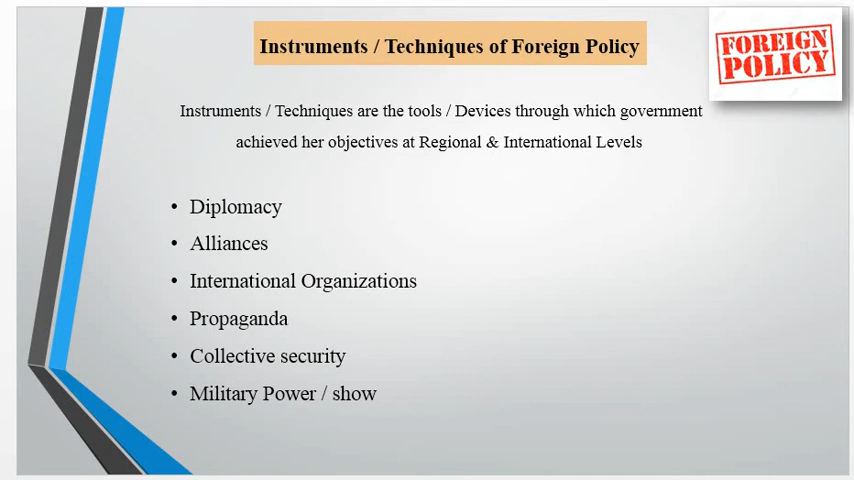 Instruments / Techniques of Foreign Policy
FOREIGN
POLICY
Instruments / Techniques are the tools / Devices through which government
achieved her objectives at Regional & International Levels
• Diplomacy
• Alliances
• International Organizations
• Propaganda
• Collective security
• Military Power / show